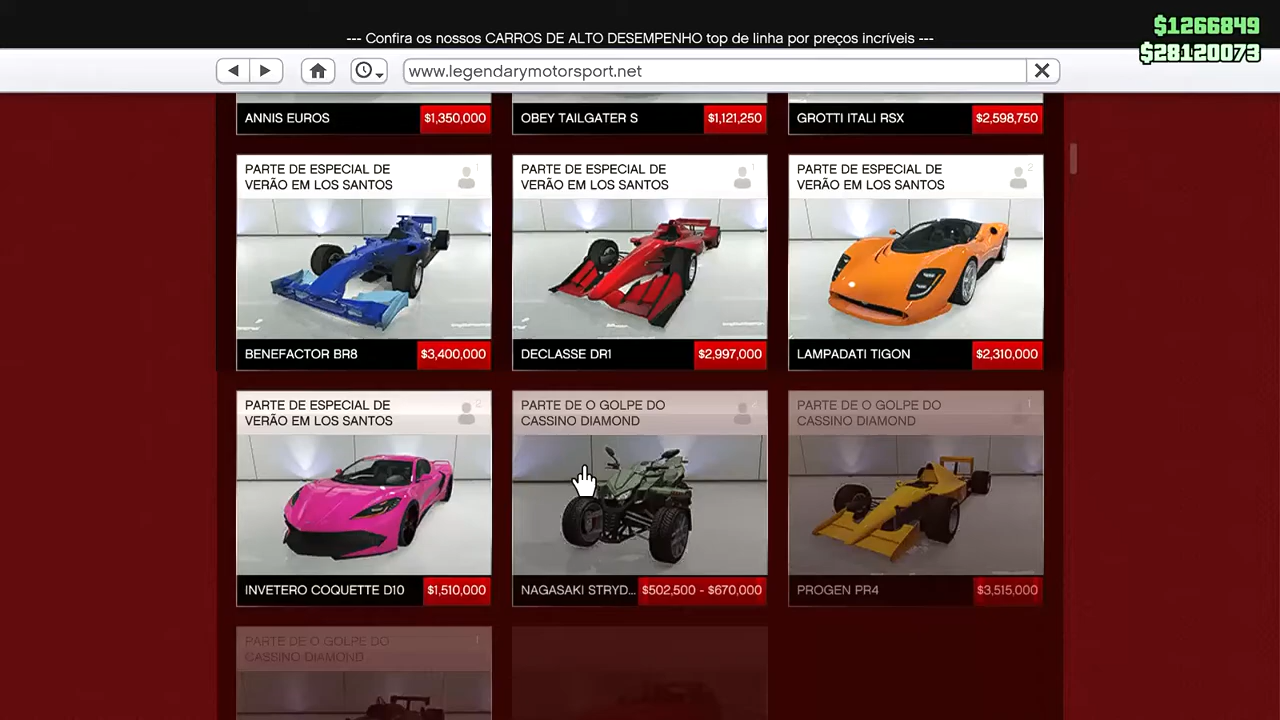 $1266849
--- Confira os nossos CARROS DE ALTO DESEMPENHO top de linha por preços incríveis ---
$28120073
www.legendarymotorsport.net
ANNIS EUROS $1,350,000
OBEY TAILGATER S $1,121,250
GROTTI ITALI RSX $2,598,750
PARTE DE ESPECIAL DE
VERÃO EM LOS SANTOS
1
PARTE DE ESPECIAL DE
VERÃO EM LOS SANTOS
1
PARTE DE ESPECIAL DE
VERÃO EM LOS SANTOS
2
BENEFACTOR BR8 $3,400,000
DECLASSE DR1 $2,997,000
LAMPADATI TIGON $2,310,000
PARTE DE ESPECIAL DE
VERÃO EM LOS SANTOS
2
PARTE DE O GOLPE DO
CASSINO DIAMOND
PARTE DE O GOLPE DO
CASSINO DIAMOND
1
INVETERO COQUETTE D10 $1,510,000
NAGASAKI STRYD... $502,500 - $670,000
PROGEN PR4 $3,515,000
PARTE DE O GOLPE DO
CASSINO DIAMOND
1